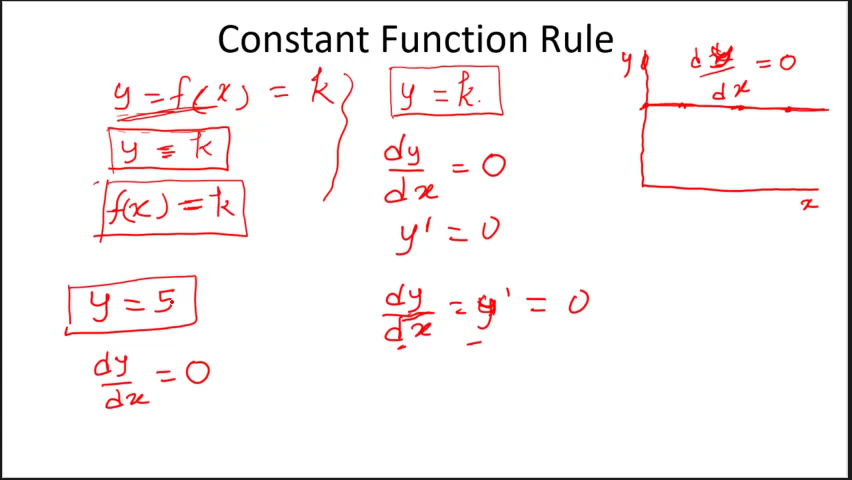 Constant Function Rule
y = f(x) = k
y = k
f(x) = k
y = 5
dy/dx = 0
y = k.
dy/dx = 0
y' = 0
dy/dx = y' = 0
y
dy/dx = 0
x